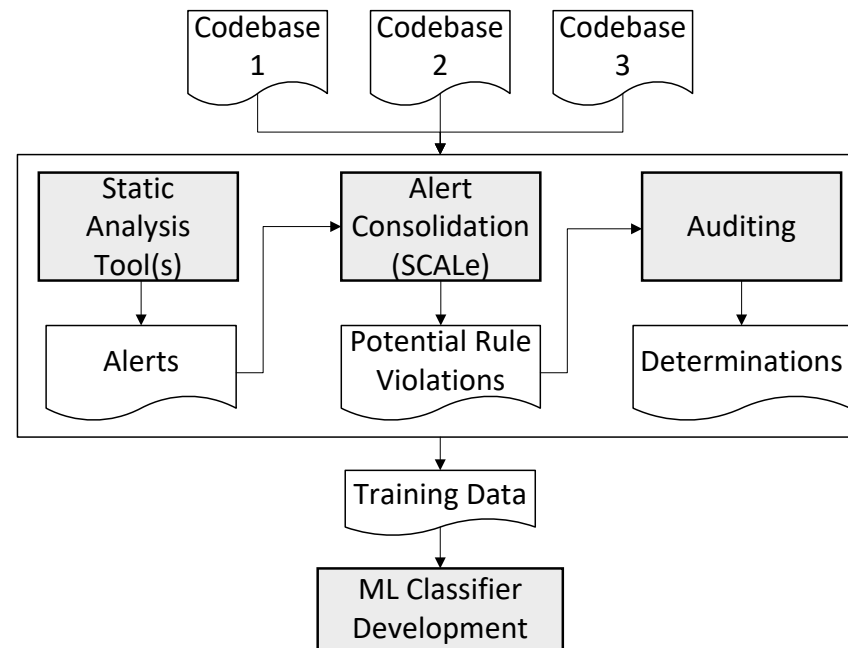 Codebase
1
Codebase
2
Codebase
3
Static
Analysis
Tool(s)
Alert
Consolidation
(SCALe)
Auditing
Alerts
Potential Rule
Violations
Determinations
Training Data
ML Classifier
Development